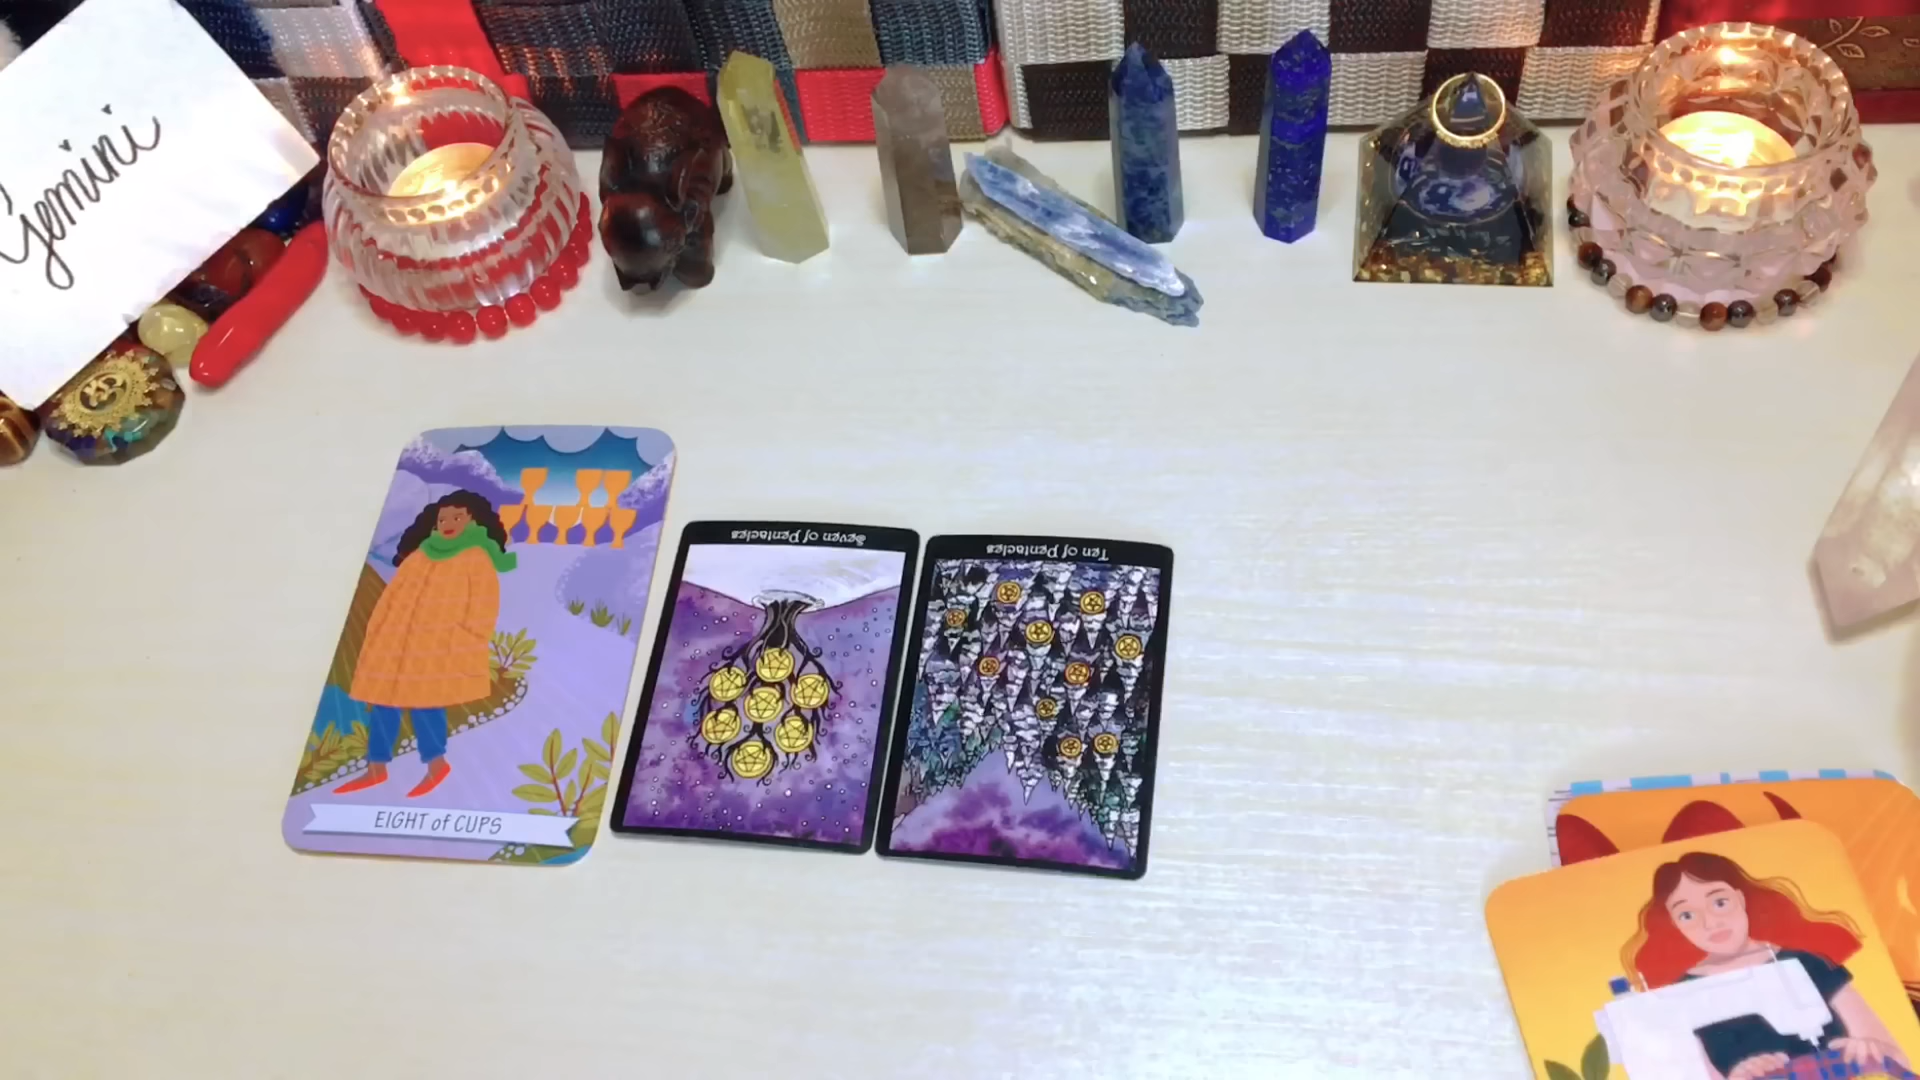 Gemini
Seven of Pentacles
Ten of Pentacles
EIGHT of CUPS